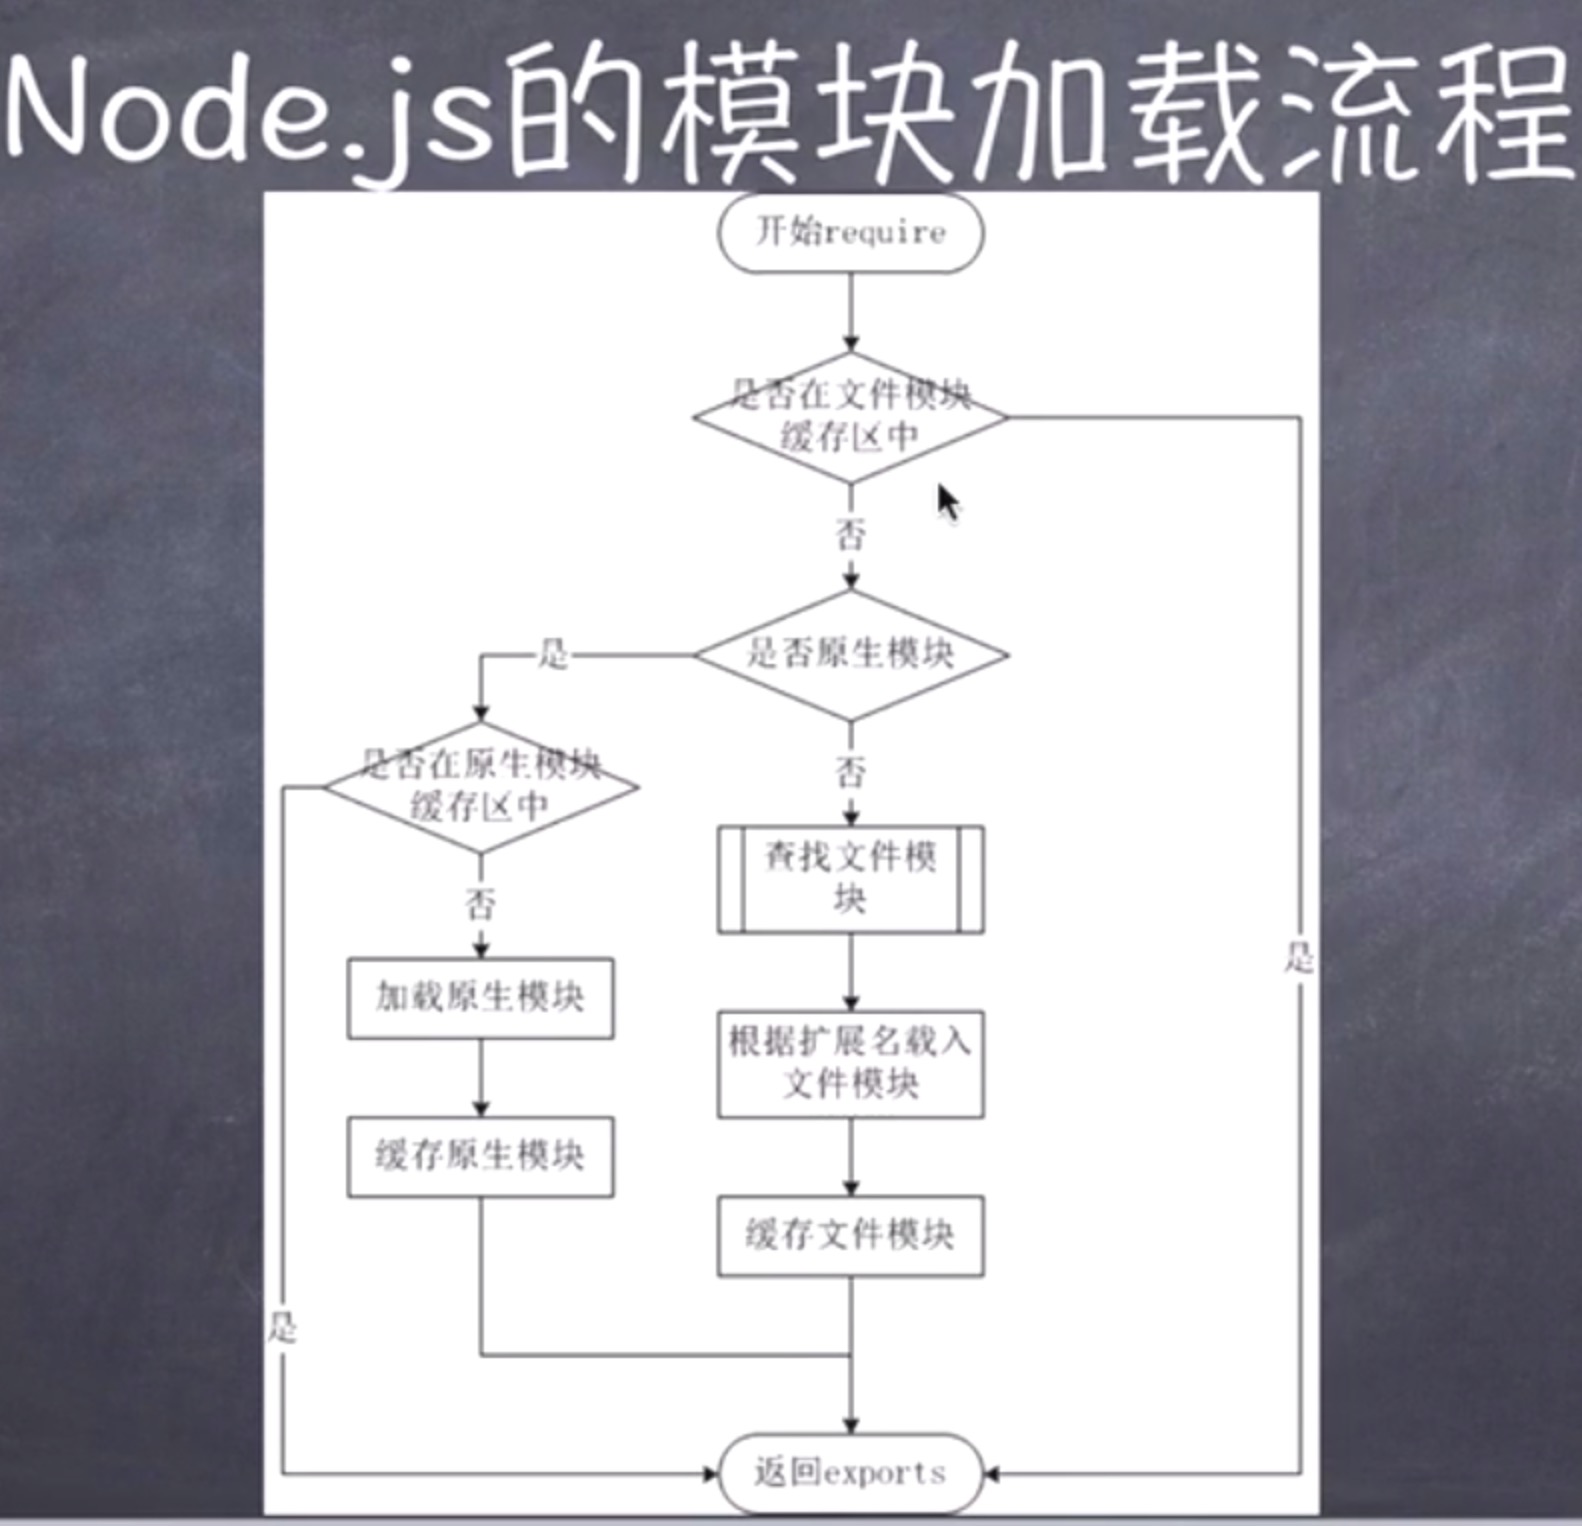 Node.js的模块加载流程
开始require
是否在文件模块
缓存区中
否
是否原生模块
是
是否在原生模块
缓存区中
否
查找文件模
块
否
加载原生模块
是
根据扩展名载入
文件模块
缓存原生模块
缓存文件模块
是
返回exports